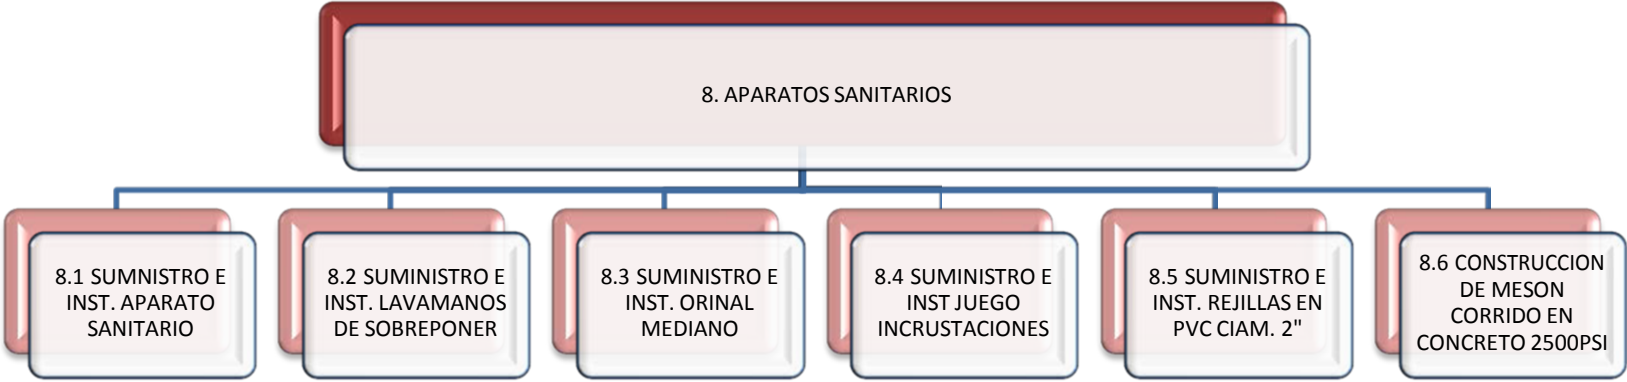 8. APARATOS SANITARIOS
8.1 SUMNISTRO E
INST. APARATO
SANITARIO
8.2 SUMINISTRO E
INST. LAVAMANOS
DE SOBREPONER
8.3 SUMINISTRO E
INST. ORINAL
MEDIANO
8.4 SUMINISTRO E
INST JUEGO
INCRUSTACIONES
8.5 SUMINISTRO E
INST. REJILLAS EN
PVC CIAM. 2"
8.6 CONSTRUCCION
DE MESON
CORRIDO EN
CONCRETO 2500PSI